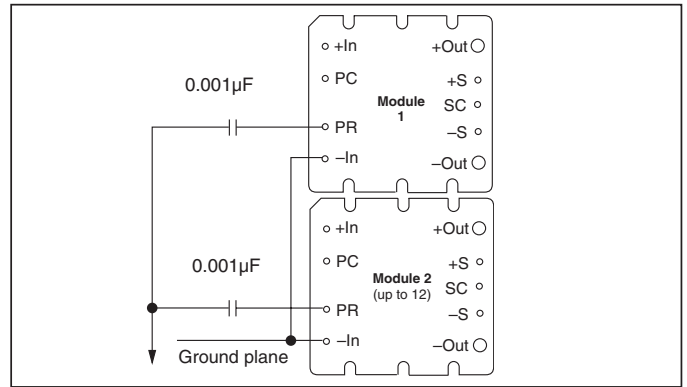 +In
+Out
PC
+S
0.001µF
Module
1
SC
PR
–S
–In
–Out
+In
+Out
PC
+S
0.001µF
Module 2
(up to 12)
SC
PR
–S
–In
–Out
Ground plane